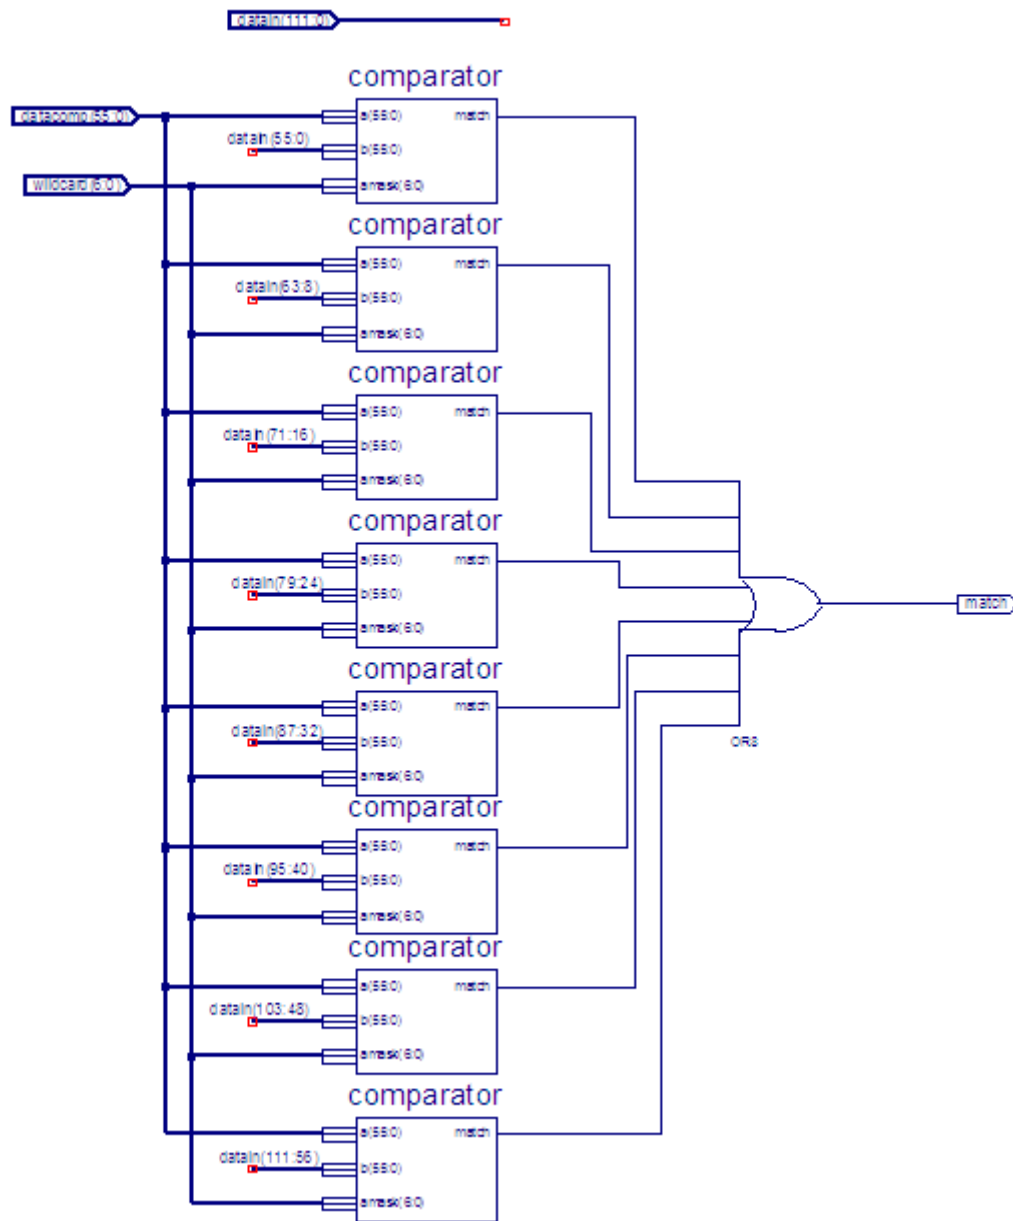 dataIn(111:0)
comparator
datacomp(55:0)
a(55:0)
match
dataIn(55:0)
b(55:0)
wildcard(6:0)
amask(6:0)
comparator
a(55:0)
match
dataIn(63:8)
b(55:0)
amask(6:0)
comparator
a(55:0)
match
dataIn(71:16)
b(55:0)
amask(6:0)
comparator
a(55:0)
match
dataIn(79:24)
b(55:0)
amask(6:0)
match
comparator
a(55:0)
match
dataIn(87:32)
b(55:0)
OR8
amask(6:0)
comparator
a(55:0)
match
dataIn(95:40)
b(55:0)
amask(6:0)
comparator
a(55:0)
match
dataIn(103:48)
b(55:0)
amask(6:0)
comparator
a(55:0)
match
dataIn(111:56)
b(55:0)
amask(6:0)